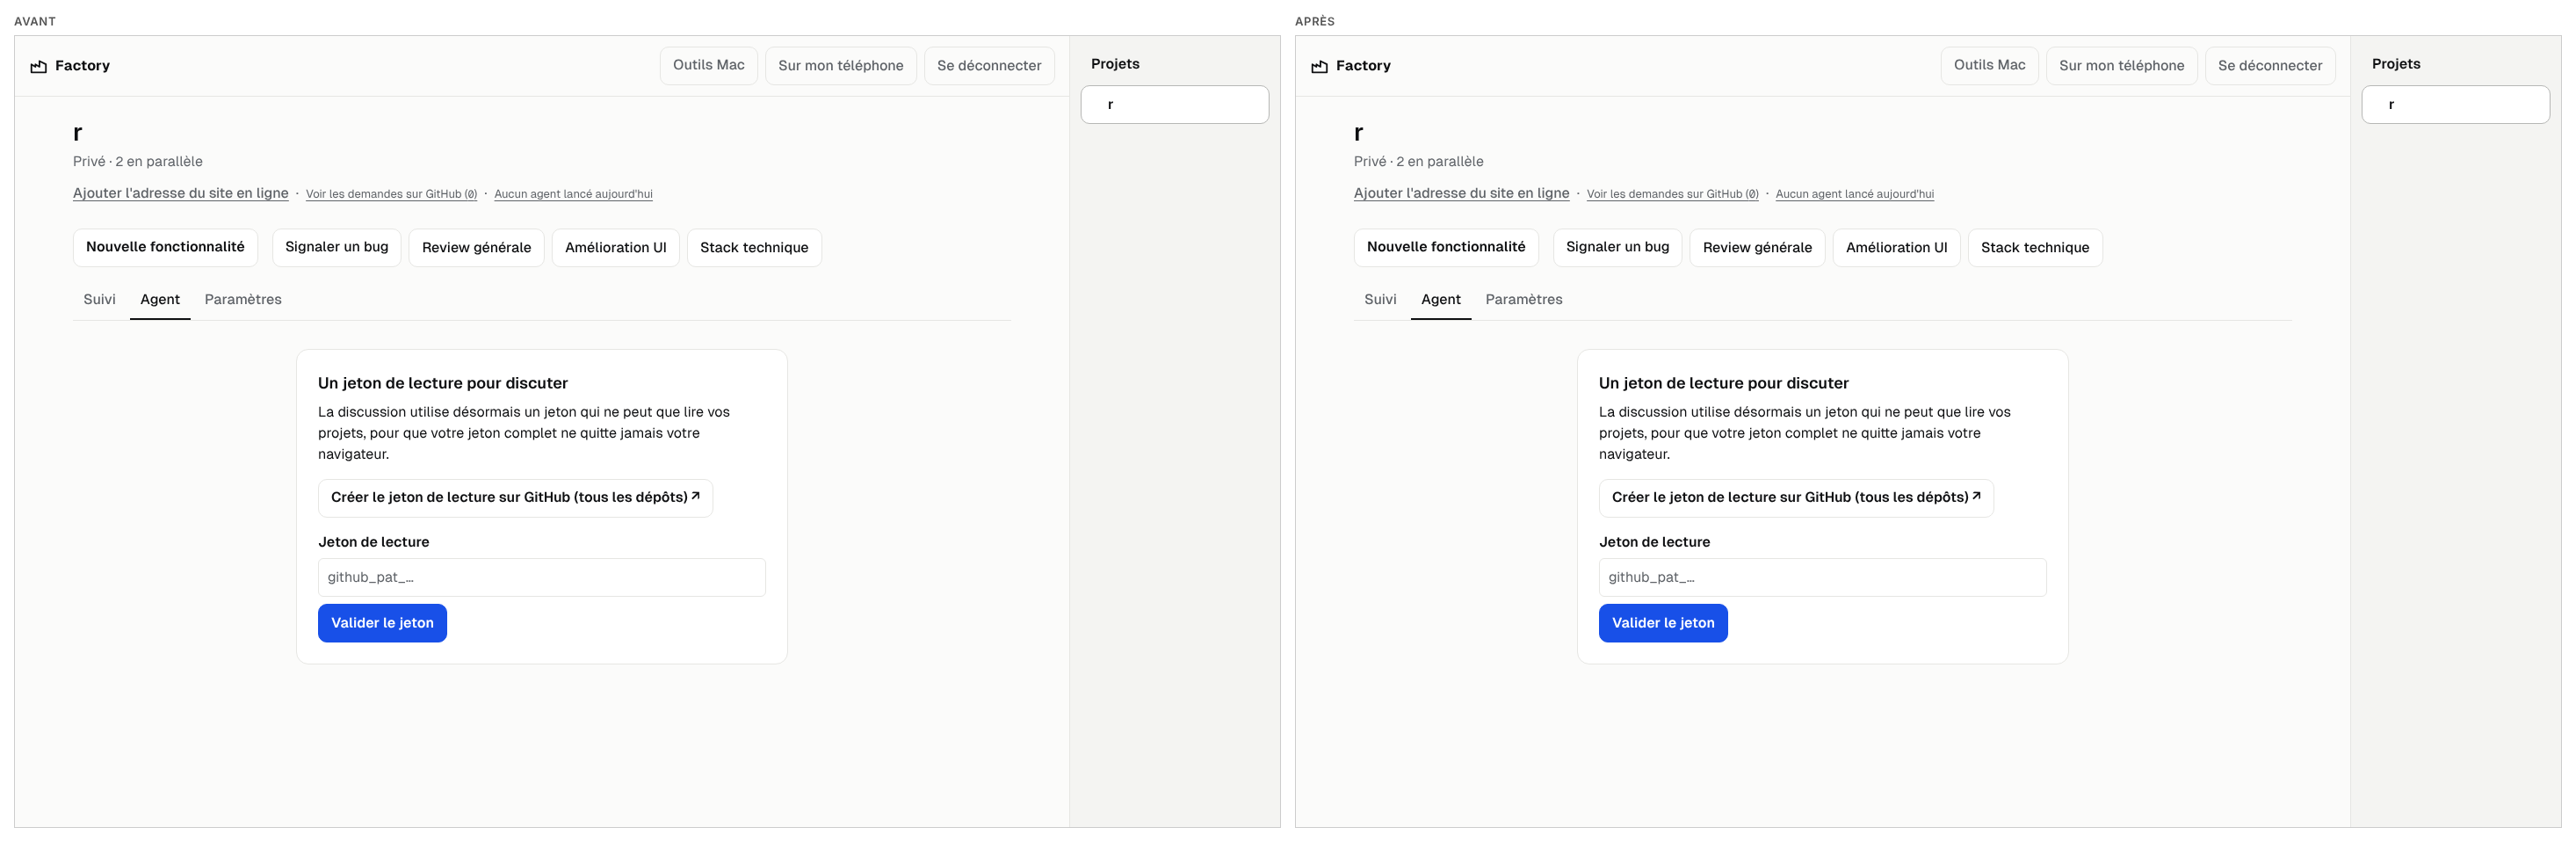 AVANT
Factory
Outils Mac
Sur mon téléphone
Se déconnecter
Projets
r
r
Privé · 2 en parallèle
Ajouter l'adresse du site en ligne · Voir les demandes sur GitHub (0) · Aucun agent lancé aujourd'hui
Nouvelle fonctionnalité
Signaler un bug
Review générale
Amélioration UI
Stack technique
Suivi
Agent
Paramètres
Un jeton de lecture pour discuter
La discussion utilise désormais un jeton qui ne peut que lire vos
projets, pour que votre jeton complet ne quitte jamais votre
navigateur.
Créer le jeton de lecture sur GitHub (tous les dépôts) ↗
Jeton de lecture
github_pat_…
Valider le jeton
APRÈS
Factory
Outils Mac
Sur mon téléphone
Se déconnecter
Projets
r
r
Privé · 2 en parallèle
Ajouter l'adresse du site en ligne · Voir les demandes sur GitHub (0) · Aucun agent lancé aujourd'hui
Nouvelle fonctionnalité
Signaler un bug
Review générale
Amélioration UI
Stack technique
Suivi
Agent
Paramètres
Un jeton de lecture pour discuter
La discussion utilise désormais un jeton qui ne peut que lire vos
projets, pour que votre jeton complet ne quitte jamais votre
navigateur.
Créer le jeton de lecture sur GitHub (tous les dépôts) ↗
Jeton de lecture
github_pat_…
Valider le jeton